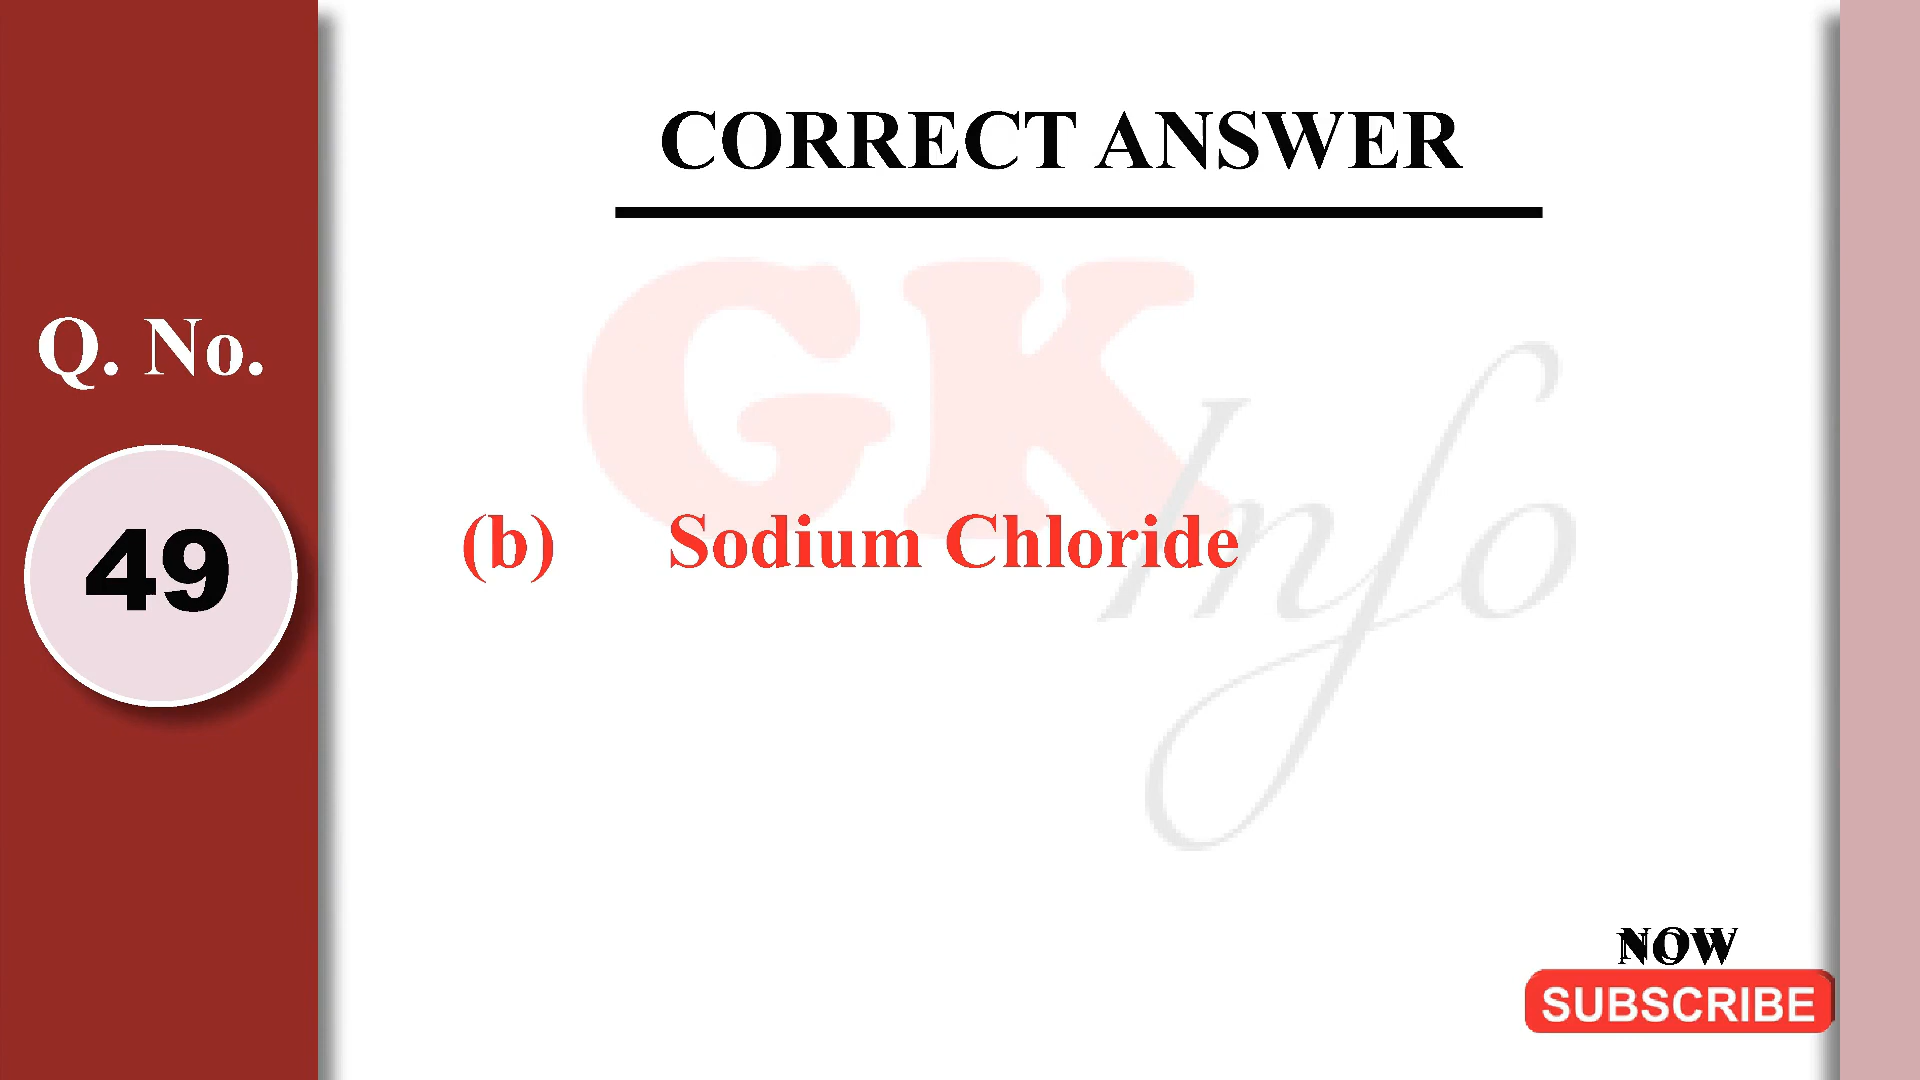 CORRECT ANSWER
GK
Info
Q. No.
49
(b) Sodium Chloride
NOW
SUBSCRIBE